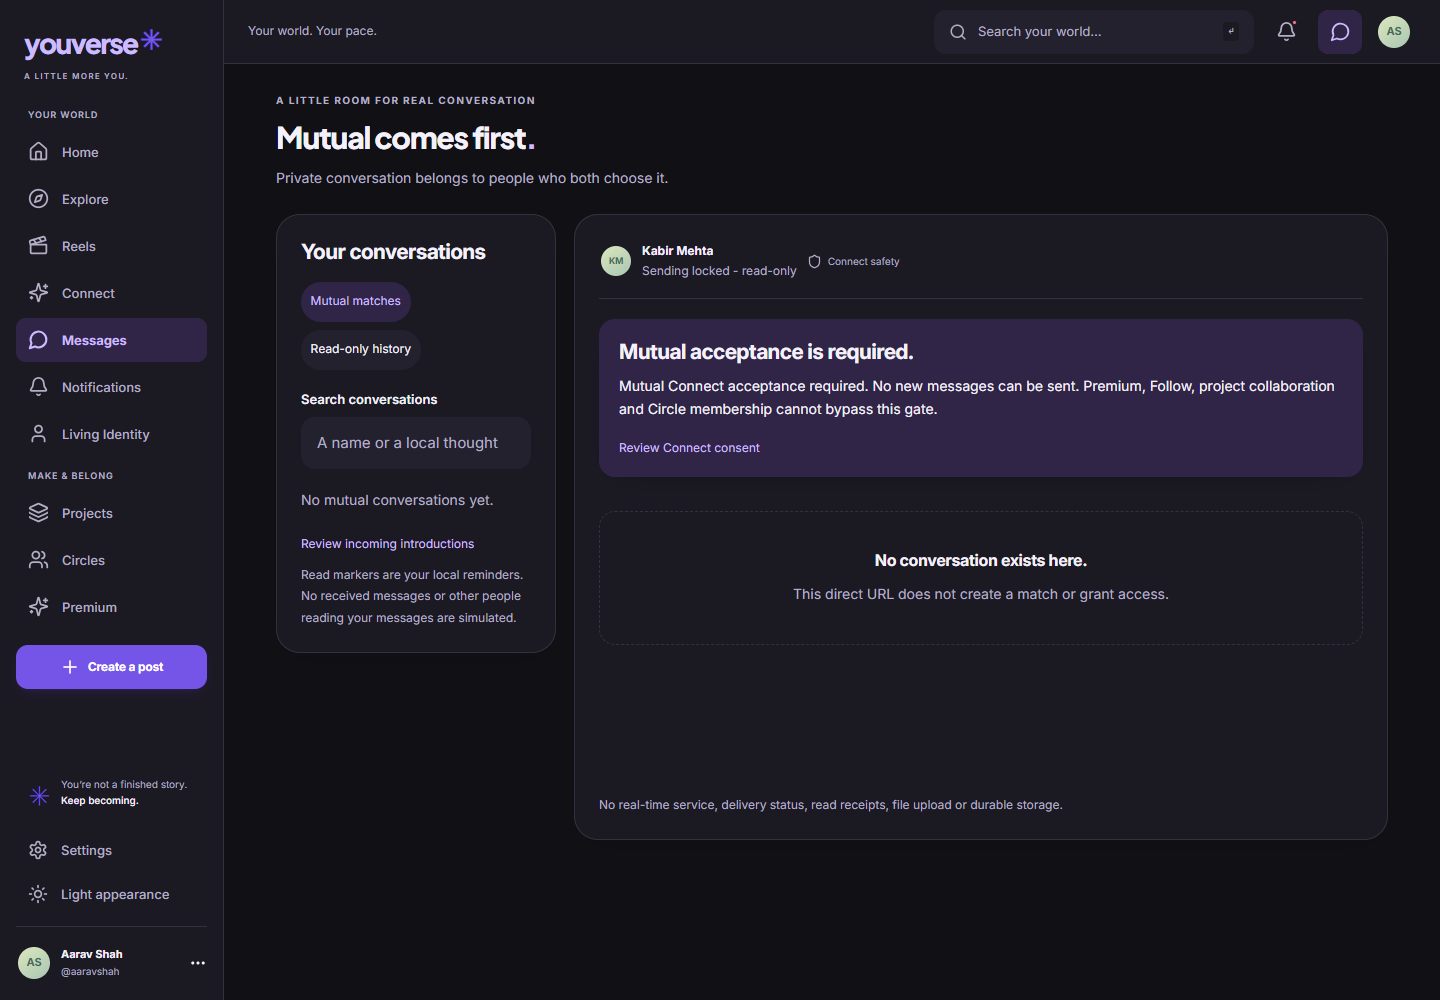 youverse
A LITTLE MORE YOU.
YOUR WORLD
Home
Explore
Reels
Connect
Messages
Notifications
Living Identity
MAKE & BELONG
Projects
Circles
Premium
Create a post
You're not a finished story.
Keep becoming.
Settings
Light appearance
AS
Aarav Shah
@aaravshah
Your world. Your pace.
Search your world...
AS
A LITTLE ROOM FOR REAL CONVERSATION
Mutual comes first.
Private conversation belongs to people who both choose it.
Your conversations
Mutual matches
Read-only history
Search conversations
A name or a local thought
No mutual conversations yet.
Review incoming introductions
Read markers are your local reminders.
No received messages or other people
reading your messages are simulated.
KM
Kabir Mehta
Sending locked - read-only
Connect safety
Mutual acceptance is required.
Mutual Connect acceptance required. No new messages can be sent. Premium, Follow, project collaboration
and Circle membership cannot bypass this gate.
Review Connect consent
No conversation exists here.
This direct URL does not create a match or grant access.
No real-time service, delivery status, read receipts, file upload or durable storage.